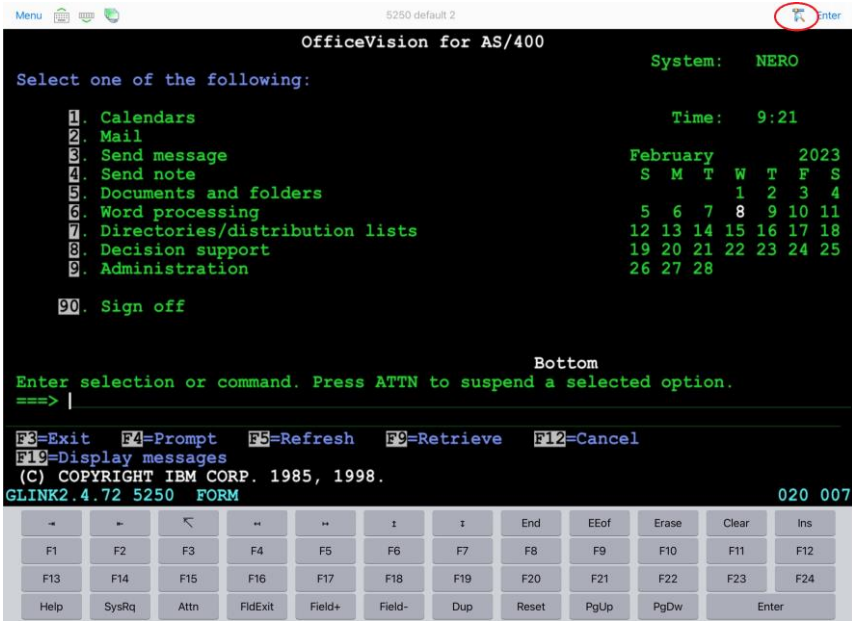 Menu 5250 default 2 Enter
OfficeVision for AS/400
System: NERO
Select one of the following:
1. Calendars Time: 9:21
2. Mail
3. Send message February 2023
4. Send note S M T W T F S
5. Documents and folders 1 2 3 4
6. Word processing 5 6 7 8 9 10 11
7. Directories/distribution lists 12 13 14 15 16 17 18
8. Decision support 19 20 21 22 23 24 25
9. Administration 26 27 28
90. Sign off
Bottom
Enter selection or command. Press ATTN to suspend a selected option.
===>
F3=Exit F4=Prompt F5=Refresh F9=Retrieve F12=Cancel
F19=Display messages
(C) COPYRIGHT IBM CORP. 1985, 1998.
GLINK2.4.72 5250 FORM 020 007
End EEof Erase Clear Ins
F1 F2 F3 F4 F5 F6 F7 F8 F9 F10 F11 F12
F13 F14 F15 F16 F17 F18 F19 F20 F21 F22 F23 F24
Help SysRq Attn FldExit Field+ Field- Dup Reset PgUp PgDw Enter